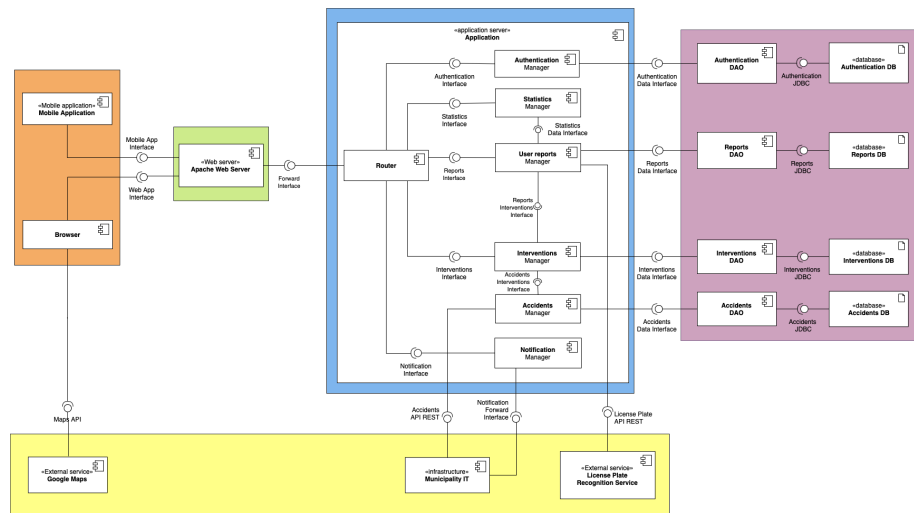 «application server»
Application
Authentication
Manager
Authentication
Interface
Authentication
Data Interface
Authentication
DAO
Authentication
JDBC
«database»
Authentication DB
«Mobile application»
Mobile Application
Statistics
Manager
Statistics
Interface
Statistics
Data Interface
Mobile App
Interface
«Web server»
Apache Web Server
Forward
Interface
Router
Reports
Interface
User reports
Manager
Reports
Data Interface
Reports
DAO
Reports
JDBC
«database»
Reports DB
Web App
Interface
Browser
Reports
Interventions
Interface
Interventions
Manager
Interventions
Interface
Interventions
Data Interface
Interventions
DAO
Interventions
JDBC
«database»
Interventions DB
Accidents
Interventions
Interface
Accidents
Manager
Accidents
Data Interface
Accidents
DAO
Accidents
JDBC
«database»
Accidents DB
Notification
Manager
Notification
Interface
Maps API
Accidents
API REST
Notification
Forward
Interface
License Plate
API REST
«External service»
Google Maps
«infrastructure»
Municipality IT
«External service»
License Plate
Recognition Service